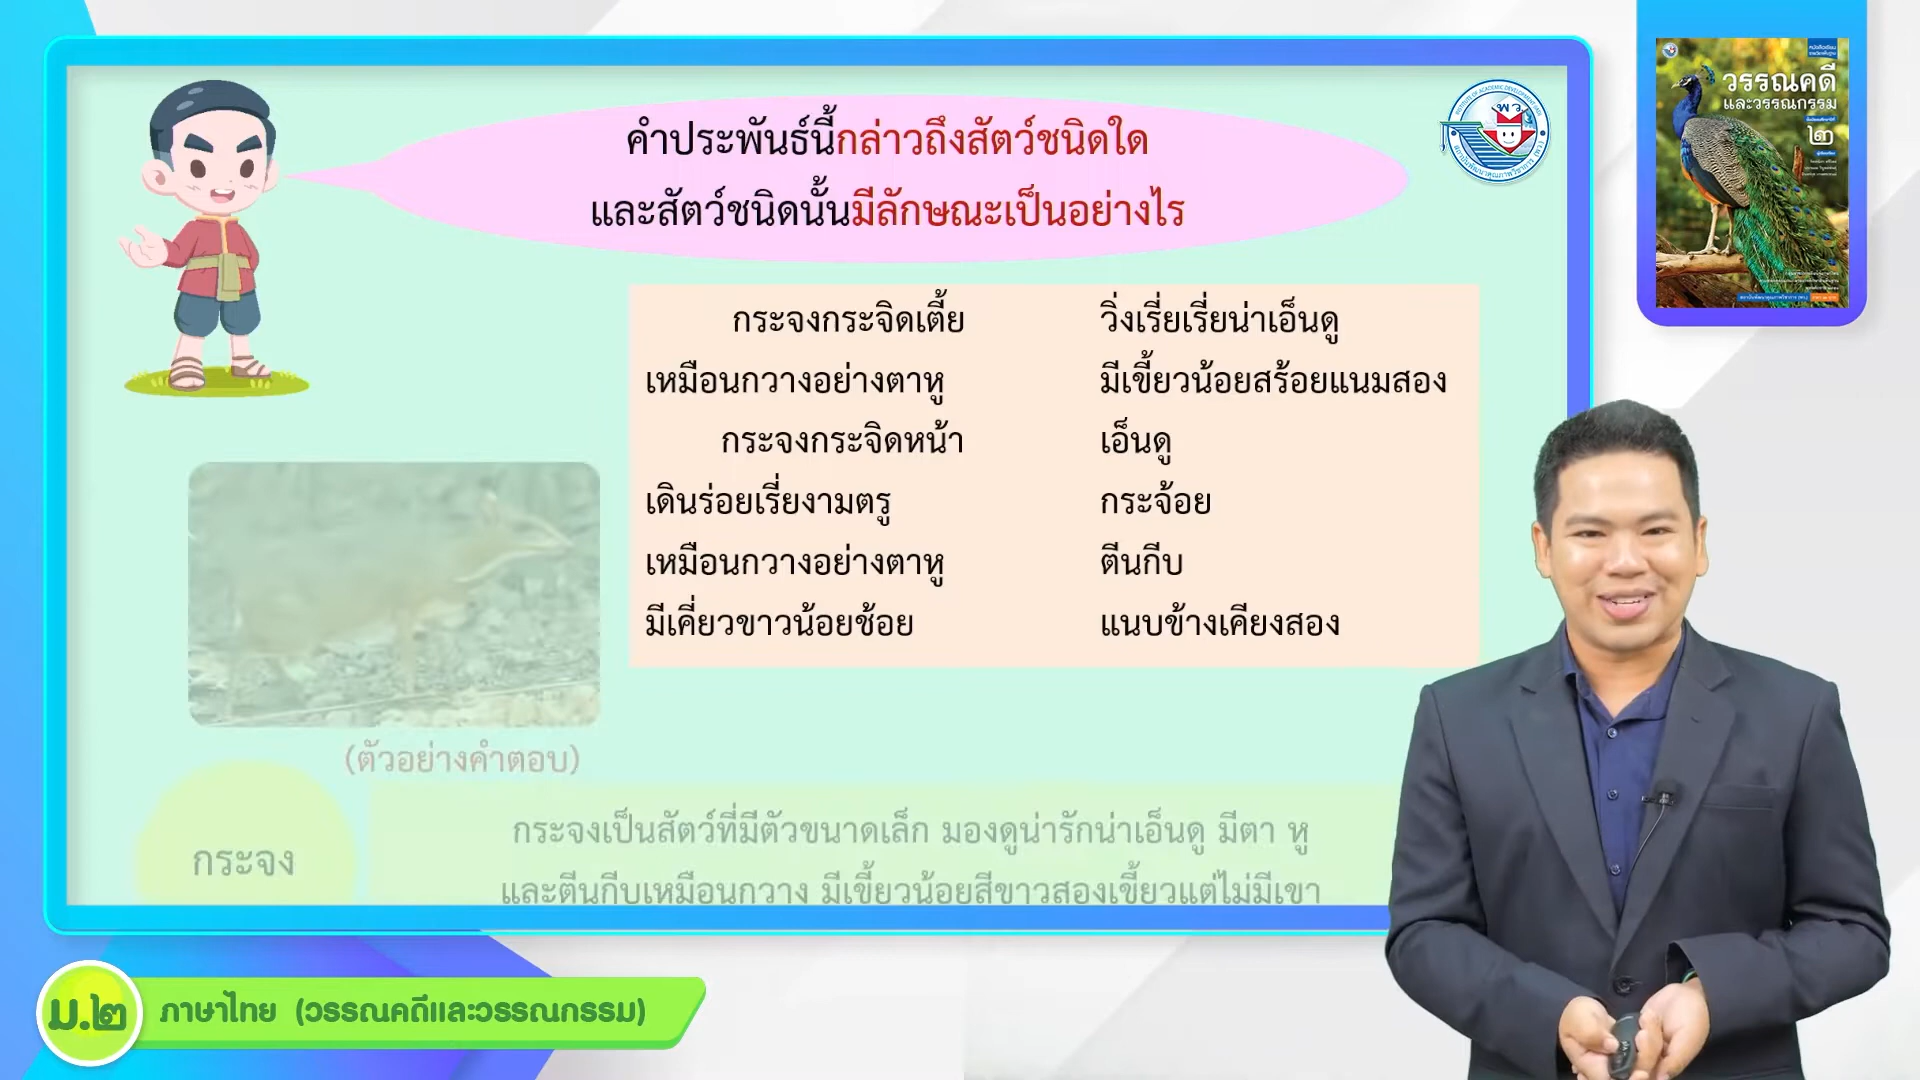 คำประพันธ์นี้กล่าวถึงสัตว์ชนิดใด
และสัตว์ชนิดนั้นมีลักษณะเป็นอย่างไร
กระจงกระจิดเตี้ย วิ่งเรี่ยเรี่ยน่าเอ็นดู
เหมือนกวางอย่างตาหู มีเขี้ยวน้อยสร้อยแนมสอง
กระจงกระจิดหน้า เอ็นดู
เดินร่อยเรี่ยงามตรู กระจ้อย
เหมือนกวางอย่างตาหู ตีนกีบ
มีเคี่ยวขาวน้อยช้อย แนบข้างเคียงสอง
(ตัวอย่างคำตอบ)
กระจง
กระจงเป็นสัตว์ที่มีตัวขนาดเล็ก มองดูน่ารักน่าเอ็นดู มีตา หู
และตีนกีบเหมือนกวาง มีเขี้ยวน้อยสีขาวสองเขี้ยวแต่ไม่มีเขา
วรรณคดี
และวรรณกรรม
๒
ม.๒
ภาษาไทย (วรรณคดีและวรรณกรรม)